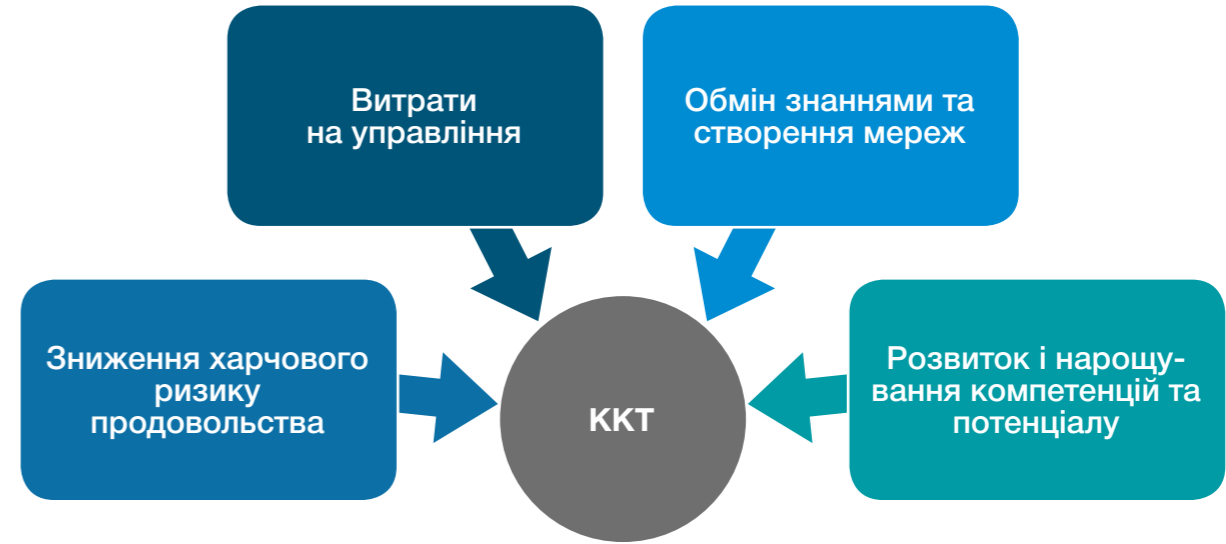 Витрати
на управління
Обмін знаннями та
створення мереж
Зниження харчового
ризику
продовольства
ККТ
Розвиток і нарощу-
вання компетенцій та
потенціалу